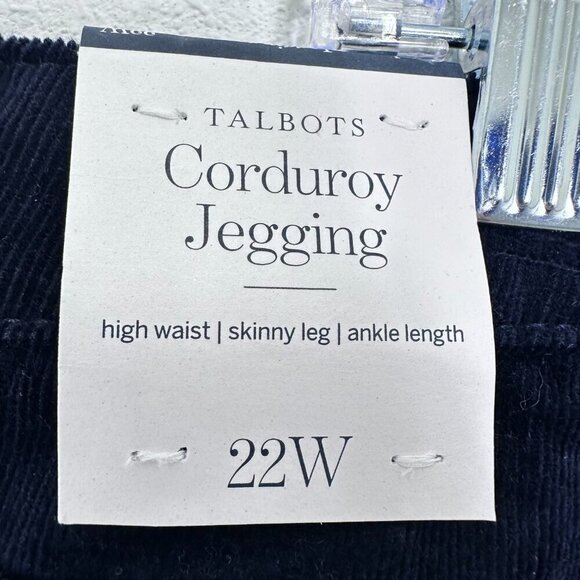 TALBOTS
Corduroy
Jegging
high waist | skinny leg | ankle length
22W